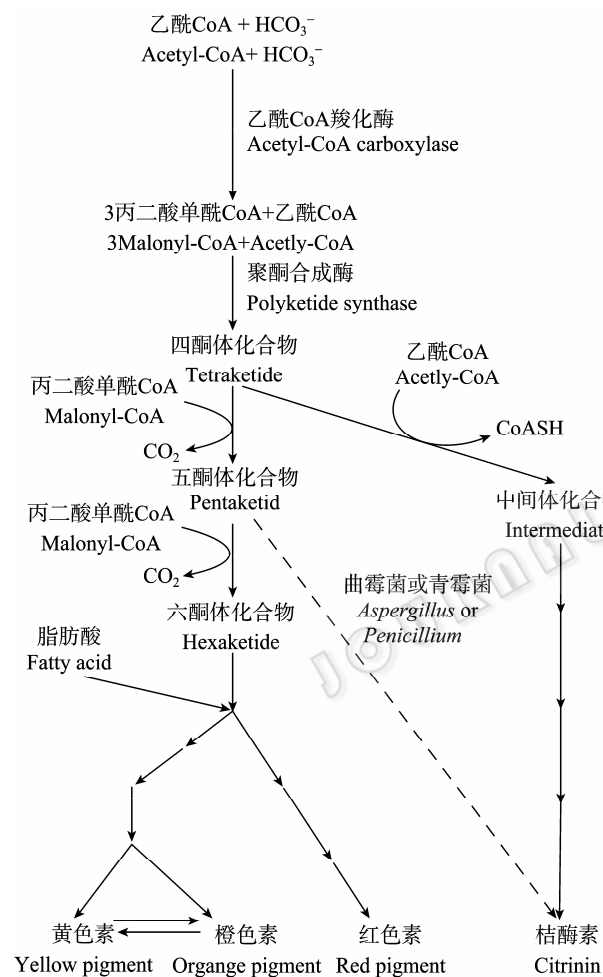 乙酰CoA + HCO₃⁻
Acetyl-CoA+ HCO₃⁻
乙酰CoA羧化酶
Acetyl-CoA carboxylase
3丙二酸单酰CoA+乙酰CoA
3Malonyl-CoA+Acetly-CoA
聚酮合成酶
Polyketide synthase
四酮体化合物
Tetraketide
乙酰CoA
Acetly-CoA
丙二酸单酰CoA
Malonyl-CoA
CoASH
CO₂
五酮体化合物
Pentaketid
中间体化合
Intermediat
丙二酸单酰CoA
Malonyl-CoA
CO₂
曲霉菌或青霉菌
Aspergillus or
Penicillium
六酮体化合物
Hexaketide
脂肪酸
Fatty acid
JOURNAL
黄色素
Yellow pigment
橙色素
Organge pigment
红色素
Red pigment
桔酶素
Citrinin